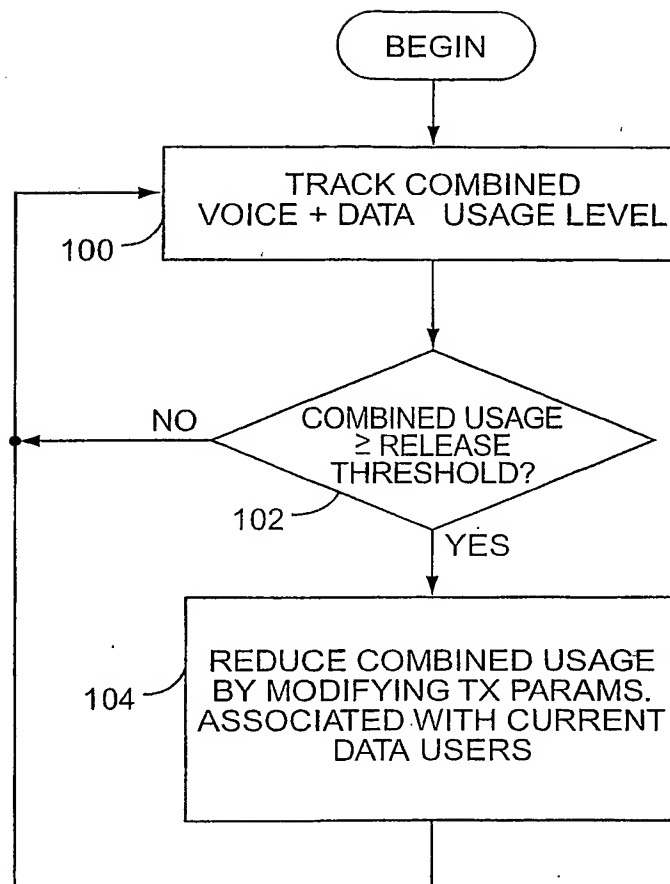 BEGIN
TRACK COMBINED
VOICE + DATA USAGE LEVEL
100
NO
COMBINED USAGE
≥ RELEASE
THRESHOLD?
102
YES
REDUCE COMBINED USAGE
BY MODIFYING TX PARAMS.
ASSOCIATED WITH CURRENT
DATA USERS
104